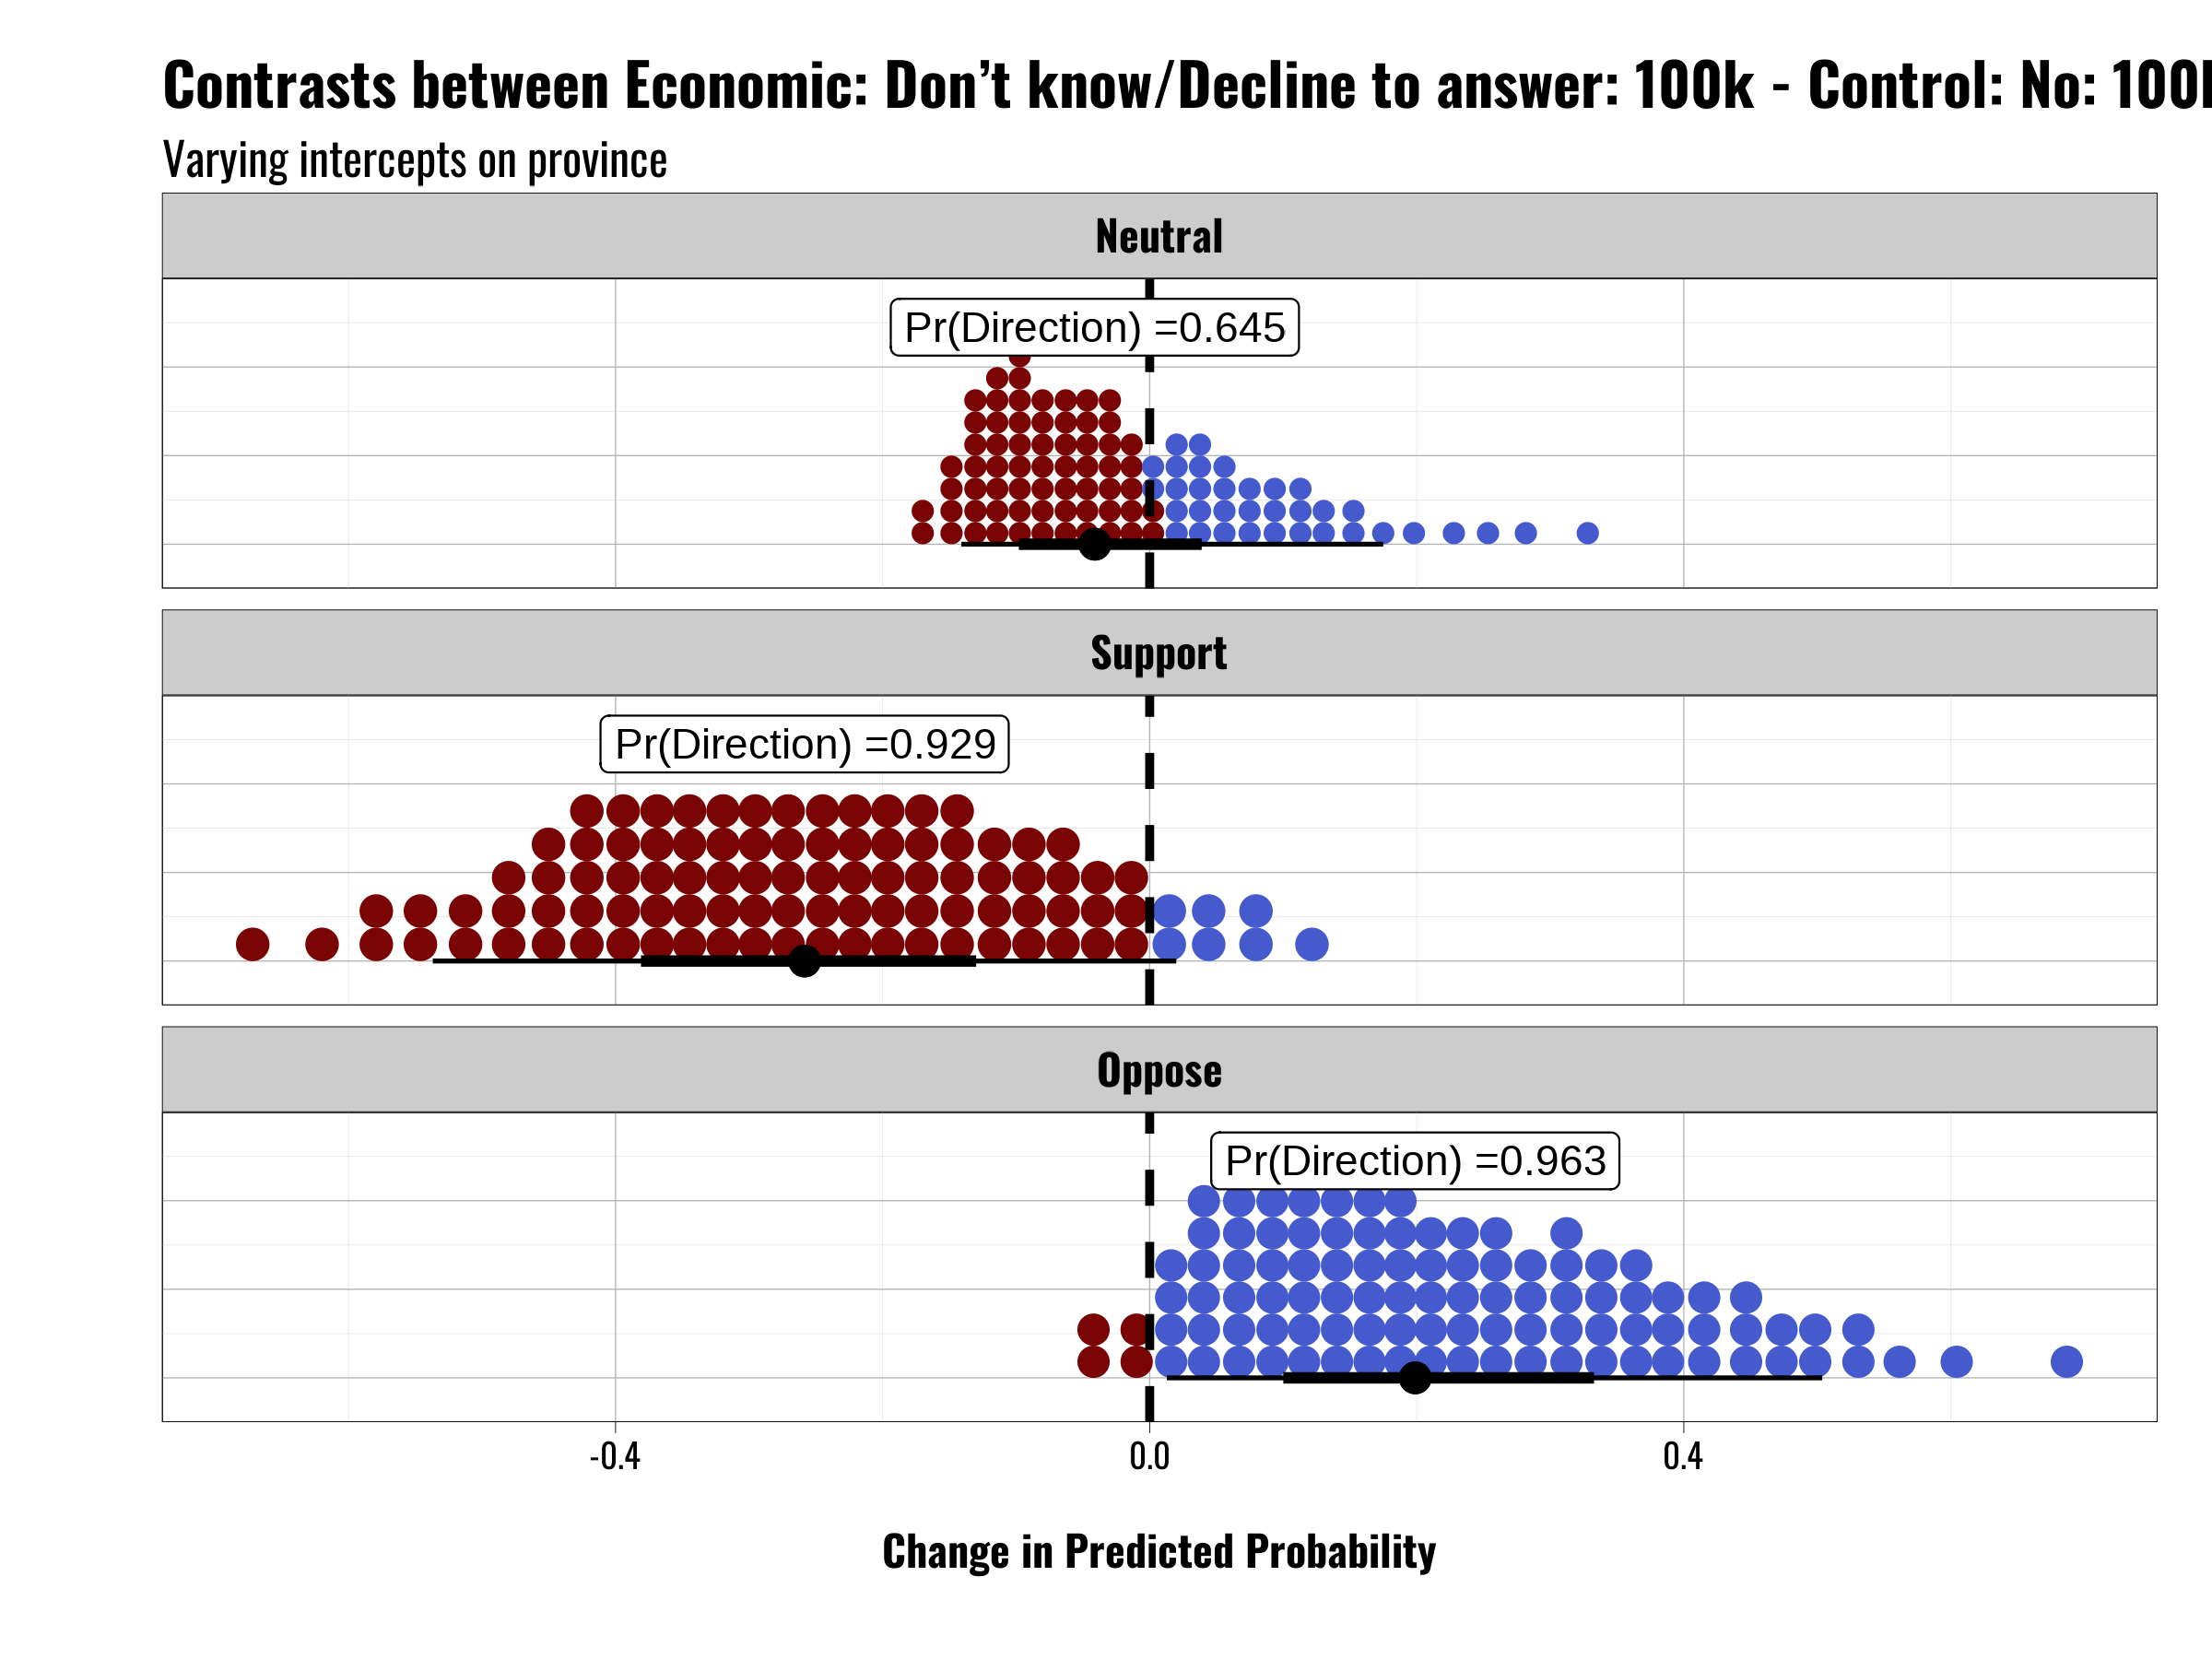 Contrasts between Economic: Don’t know/Decline to answer: 100k - Control: No: 100
Varying intercepts on province
Neutral
Pr(Direction) =0.645
Support
Pr(Direction) =0.929
Oppose
Pr(Direction) =0.963
-0.4 0.0 0.4
Change in Predicted Probability